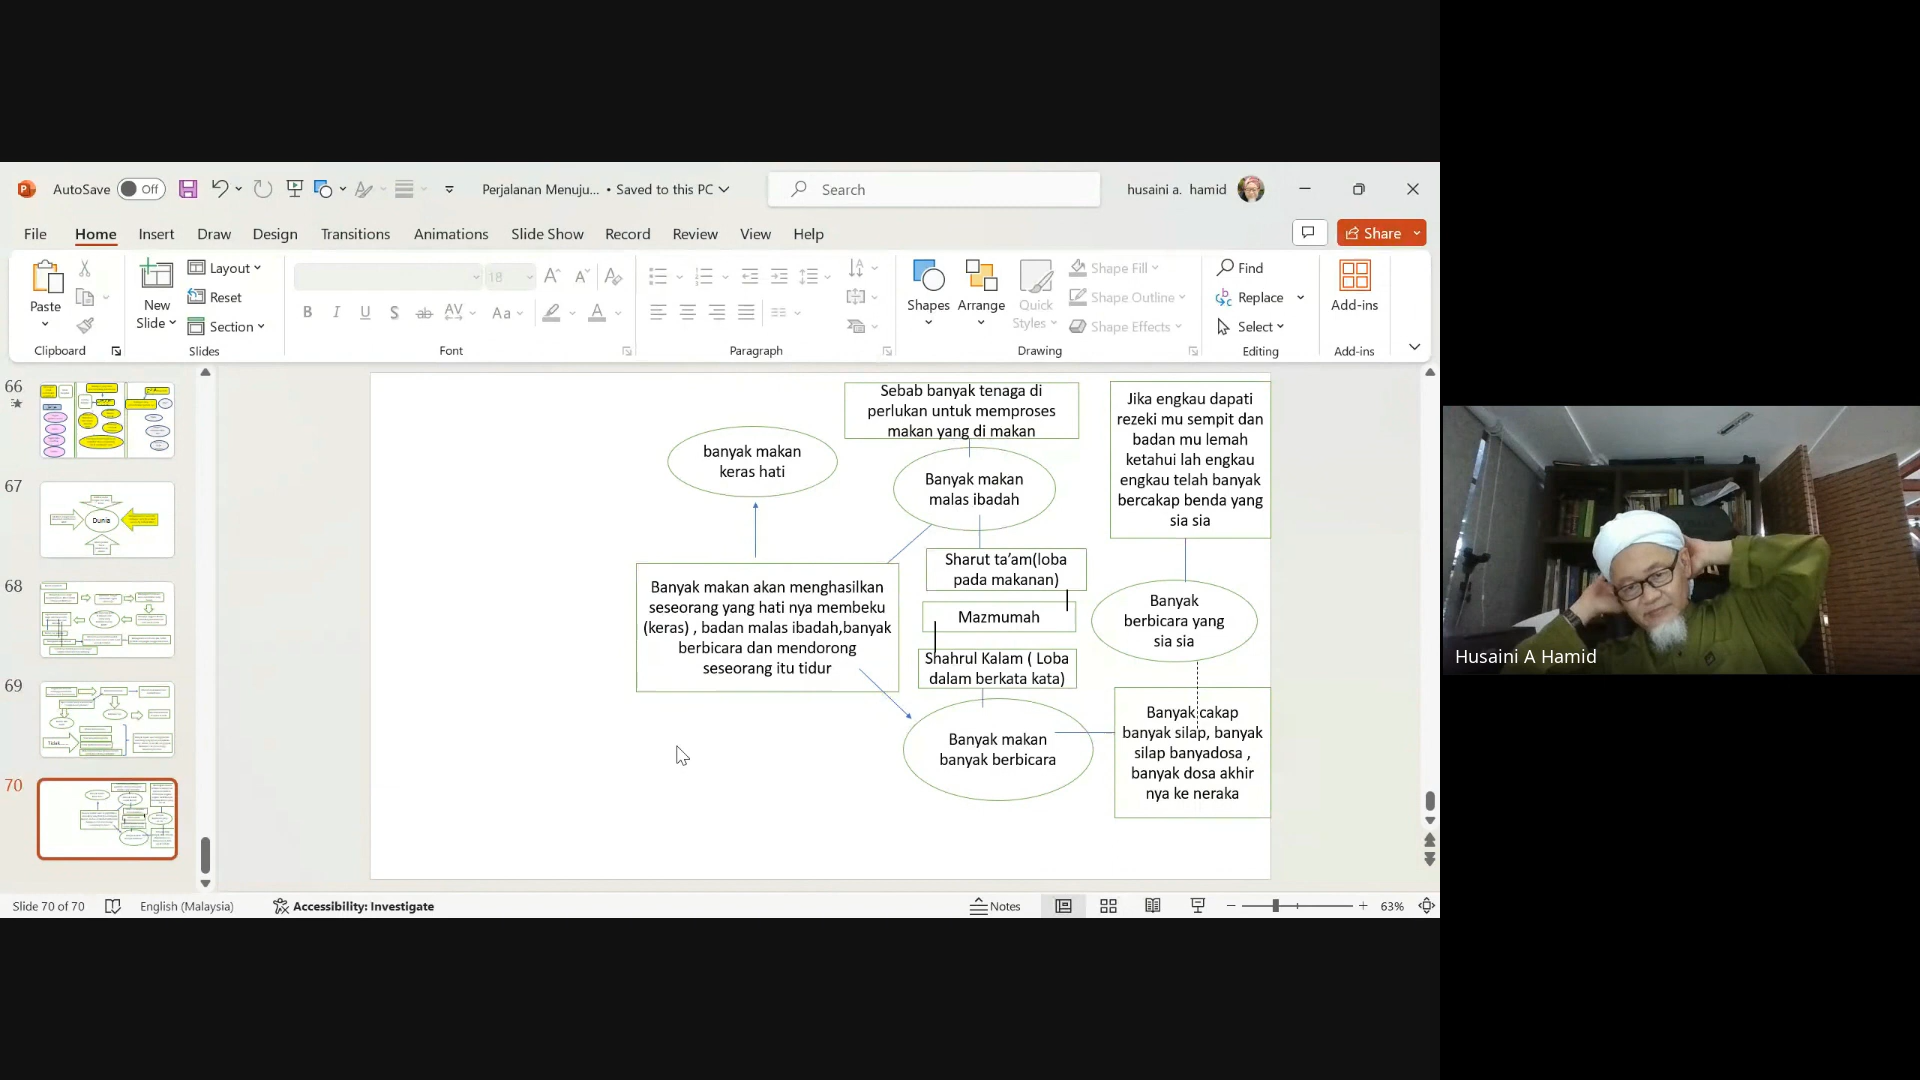 AutoSave
Off
Perjalanan Menuju... • Saved to this PC
Search
husaini a. hamid
File
Home
Insert
Draw
Design
Transitions
Animations
Slide Show
Record
Review
View
Help
Share
Paste
Clipboard
New
Slide
Layout
Reset
Section
Slides
18
B
I
U
S
ab
AV
Aa
A
Font
Paragraph
Shapes
Arrange
Quick
Styles
Shape Fill
Shape Outline
Shape Effects
Drawing
Find
Replace
Select
Editing
Add-ins
Add-ins
66
67
Dunia
68
69
70
banyak makan
keras hati
Sebab banyak tenaga di
perlukan untuk memproses
makan yang di makan
Banyak makan
malas ibadah
Jika engkau dapati
rezeki mu sempit dan
badan mu lemah
ketahui lah engkau
engkau telah banyak
bercakap benda yang
sia sia
Banyak makan akan menghasilkan
seseorang yang hati nya membeku
(keras) , badan malas ibadah,banyak
berbicara dan mendorong
seseorang itu tidur
Sharut ta’am(loba
pada makanan)
Mazmumah
Shahrul Kalam ( Loba
dalam berkata kata)
Banyak
berbicara yang
sia sia
Banyak makan
banyak berbicara
Banyak cakap
banyak silap, banyak
silap banyadosa ,
banyak dosa akhir
nya ke neraka
Slide 70 of 70
English (Malaysia)
Accessibility: Investigate
Notes
63%
Husaini A Hamid